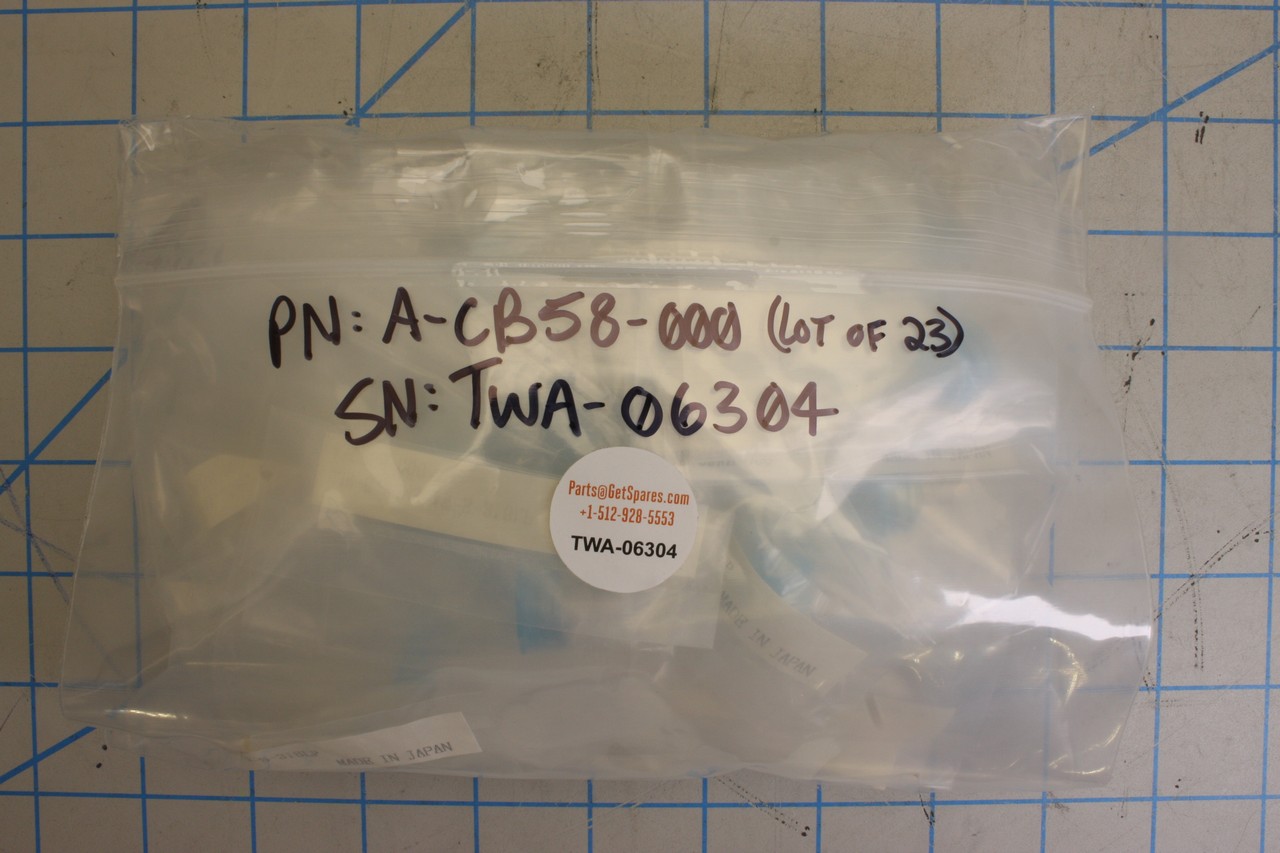 PN: A-CB58-000 (LOT OF 23)
SN: TWA-06304
Parts@GetSpares.com
+1-512-928-5553
TWA-06304
MADE IN JAPAN
MADE IN JAPAN